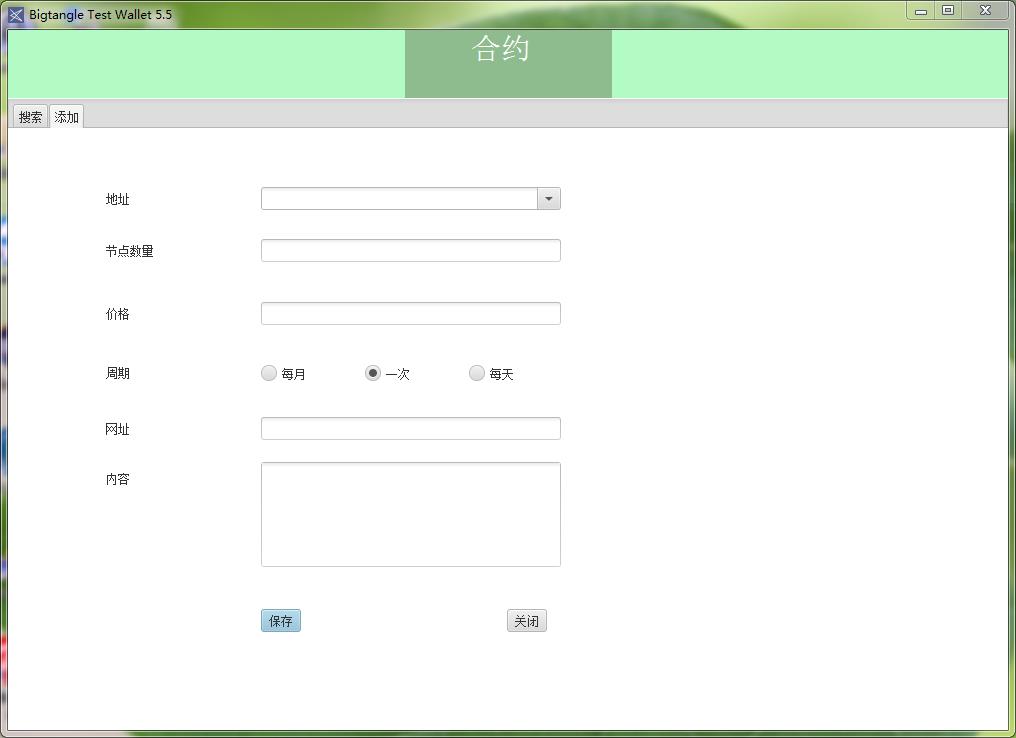 Bigtangle Test Wallet 5.5
合约
搜索 添加
地址
节点数量
价格
周期 每月 一次 每天
网址
内容
保存 关闭